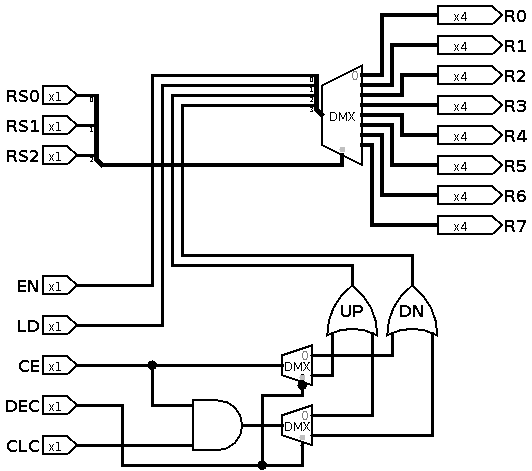 x4 R0
0 x4 R1
0 x4 R2
RS0 x1 0 1 2 3 x4 R3
DMX
RS1 x1 1 x4 R4
RS2 x1 2 x4 R5
x4 R6
x4 R7
EN x1
UP DN
LD x1
0
CE x1 DMX
DEC x1
0
DMX
CLC x1